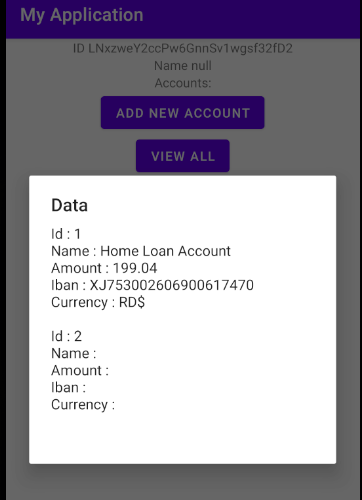 My Application
ID LNxzweY2ccPw6GnnSv1wgsf32fD2
Name null
Accounts:
ADD NEW ACCOUNT
VIEW ALL
Data
Id : 1
Name : Home Loan Account
Amount : 199.04
Iban : XJ753002606900617470
Currency : RD$
Id : 2
Name :
Amount :
Iban :
Currency :